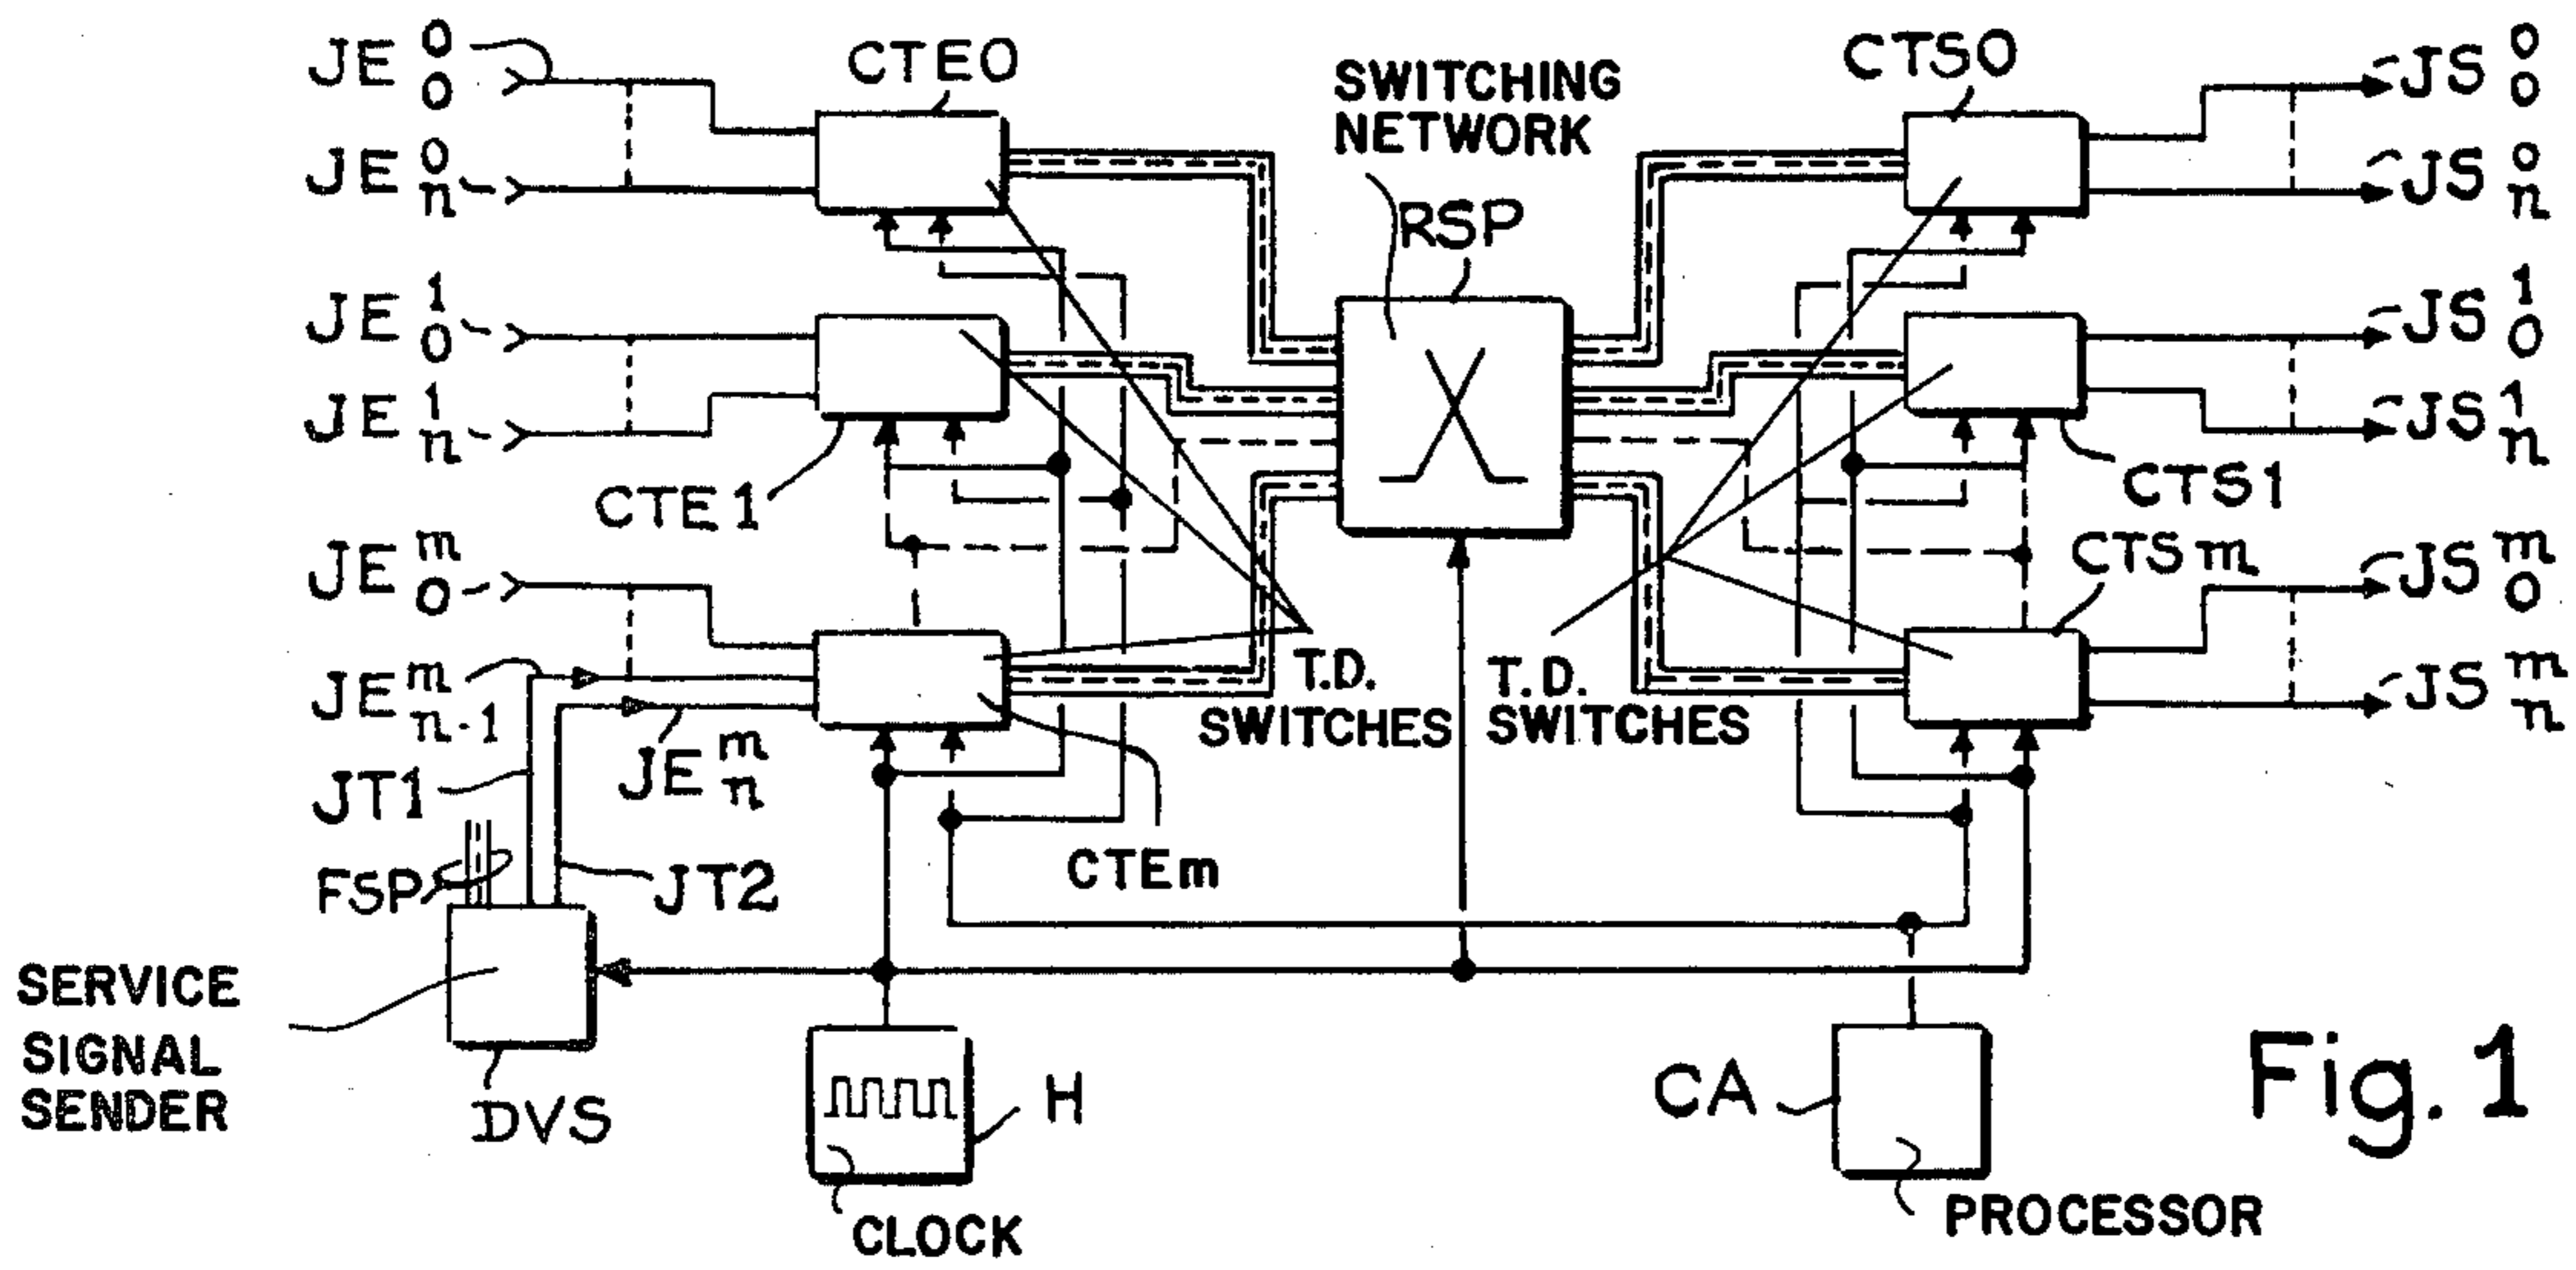 JE 0 0
CTE0
SWITCHING
NETWORK
CTS0
JS 0 0
JE 0 n
JS 0 n
RSP
JE 1 0
JS 1 0
JE 1 n
JS 1 n
CTE 1
CTS 1
JE m 0
CTS m
JS m 0
JE m n-1
T.D.
SWITCHES
T.D.
SWITCHES
JS m n
JE m n
JT1
FSP
JT2
CTEm
SERVICE
SIGNAL
SENDER
DVS
H
CLOCK
CA
PROCESSOR
Fig. 1